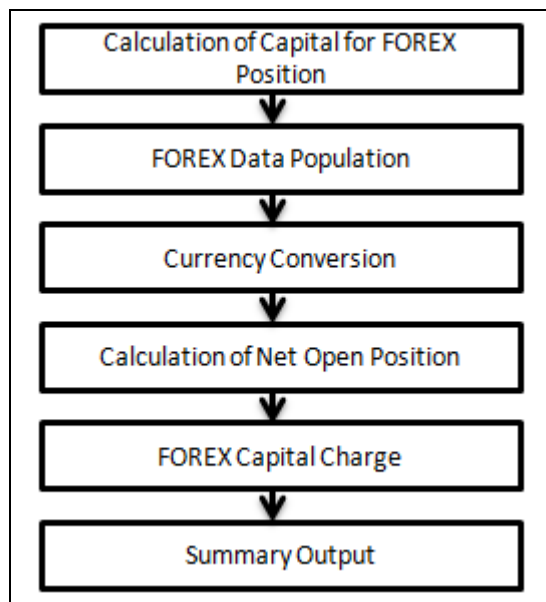 Calculation of Capital for FOREX
Position
FOREX Data Population
Currency Conversion
Calculation of Net Open Position
FOREX Capital Charge
Summary Output